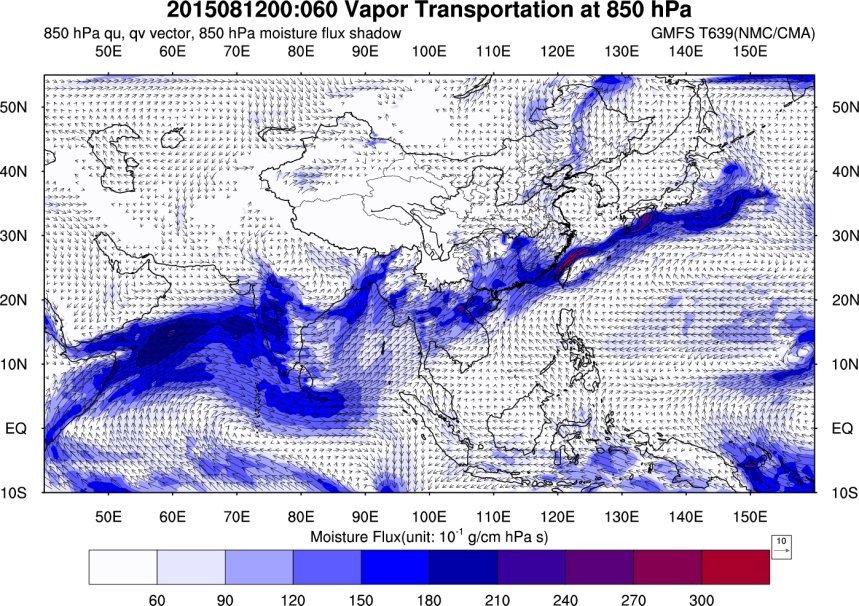 2015081200:060 Vapor Transportation at 850 hPa
850 hPa qu, qv vector, 850 hPa moisture flux shadow GMFS T639(NMC/CMA)
50E 60E 70E 80E 90E 100E 110E 120E 130E 140E 150E
50N 50N
40N 40N
30N 30N
20N 20N
10N 10N
EQ EQ
10S 10S
50E 60E 70E 80E 90E 100E 110E 120E 130E 140E 150E
Moisture Flux(unit: 10⁻¹ g/cm hPa s)
10
60 90 120 150 180 210 240 270 300